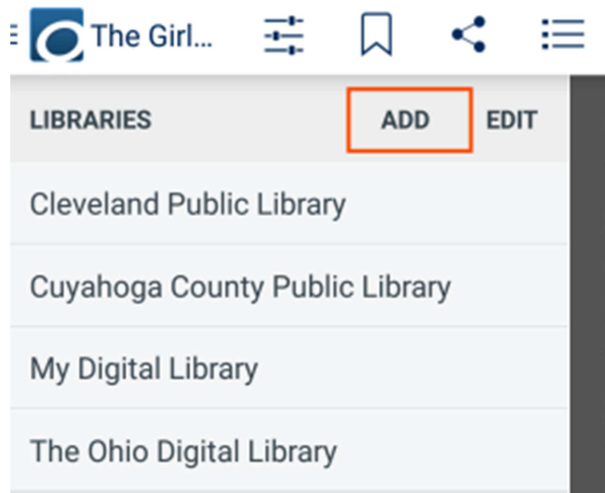 The Girl...
LIBRARIES ADD EDIT
Cleveland Public Library
Cuyahoga County Public Library
My Digital Library
The Ohio Digital Library